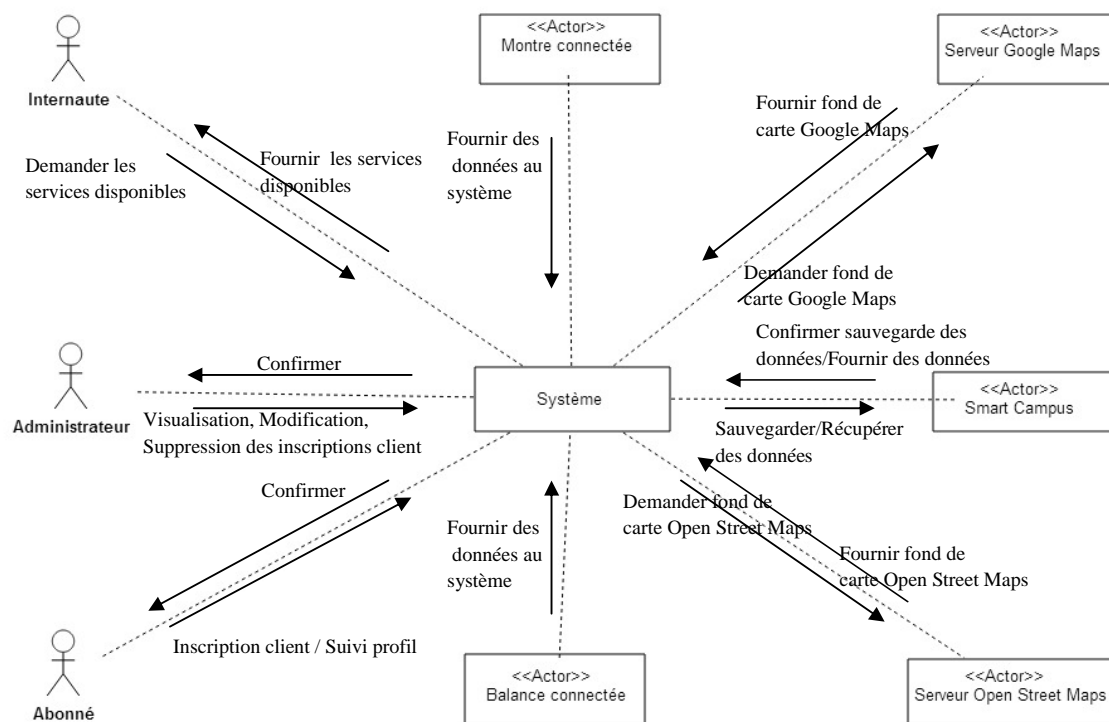 <<Actor>>
Montre connectée
<<Actor>>
Serveur Google Maps
Internaute
Fournir fond de
carte Google Maps
Fournir des
données au
système
Fournir les services
disponibles
Demander les
services disponibles
Demander fond de
carte Google Maps
Confirmer sauvegarde des
données/Fournir des données
Confirmer
Système
<<Actor>>
Smart Campus
Administrateur
Visualisation, Modification,
Suppression des inscriptions client
Sauvegarder/Récupérer
des données
Confirmer
Demander fond de
carte Open Street Maps
Fournir des
données au
système
Fournir fond de
carte Open Street Maps
Inscription client / Suivi profil
<<Actor>>
Balance connectée
<<Actor>>
Serveur Open Street Maps
Abonné